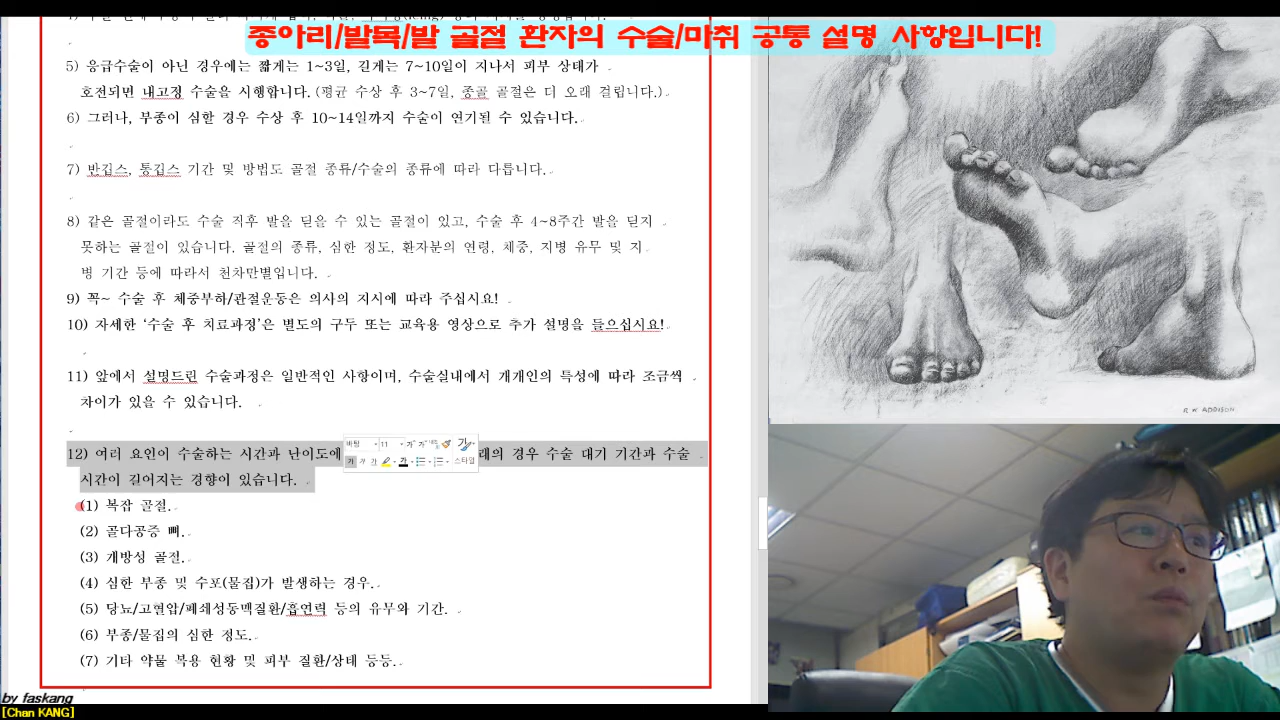 종아리/발목/발 골절 환자의 수술/마취 공통 설명 사항입니다!
5) 응급수술이 아닌 경우에는 짧게는 1~3일, 길게는 7~10일이 지나서 피부 상태가
호전되면 내고정 수술을 시행합니다. (평균 수상 후 3~7일, 종골 골절은 더 오래 걸립니다.)
6) 그러나, 부종이 심할 경우 수상 후 10~14일까지 수술이 연기될 수 있습니다.
7) 반깁스, 통깁스 기간 및 방법도 골절 종류/수술의 종류에 따라 다릅니다.
8) 같은 골절이라도 수술 직후 발을 딛을 수 있는 골절이 있고, 수술 후 4~8주간 발을 딛지
못하는 골절이 있습니다. 골절의 종류, 심한 정도, 환자분의 연령, 체중, 지병 유무 및 지
병 기간 등에 따라서 천차만별입니다.
9) 꼭~ 수술 후 체중부하/관절운동은 의사의 지시에 따라 주십시요!
10) 자세한 '수술 후 치료과정'은 별도의 구두 또는 교육용 영상으로 추가 설명을 들으십시요!
11) 앞에서 설명드린 수술과정은 일반적인 사항이며, 수술실내에서 개개인의 특성에 따라 조금씩
차이가 있을 수 있습니다.
12) 여러 요인이 수술하는 시간과 난이도에 래의 경우 수술 대기 기간과 수술
시간이 길어지는 경향이 있습니다.
바탕 11 가 가
가 가 가 스타일
(1) 복잡 골절.
(2) 골다공증 뼈.
(3) 개방성 골절.
(4) 심한 부종 및 수포(물집)가 발생하는 경우.
(5) 당뇨/고혈압/폐쇄성동맥질환/흡연력 등의 유무와 기간.
(6) 부종/물집의 심한 정도.
(7) 기타 약물 복용 현황 및 피부 질환/상태 등등.
R K ADDISON
by faskang
[Chan KANG]